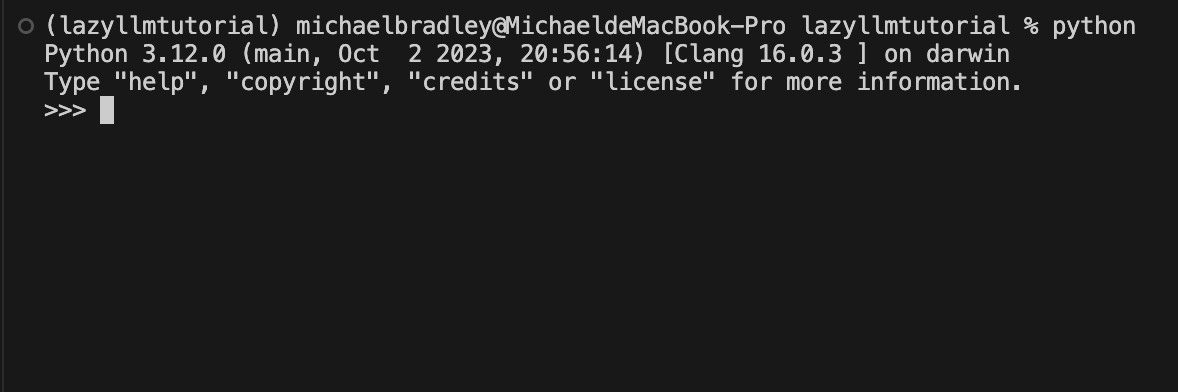 (lazyllmtutorial) michaelbradley@MichaeldeMacBook-Pro lazyllmtutorial % python
Python 3.12.0 (main, Oct  2 2023, 20:56:14) [Clang 16.0.3 ] on darwin
Type "help", "copyright", "credits" or "license" for more information.
>>>